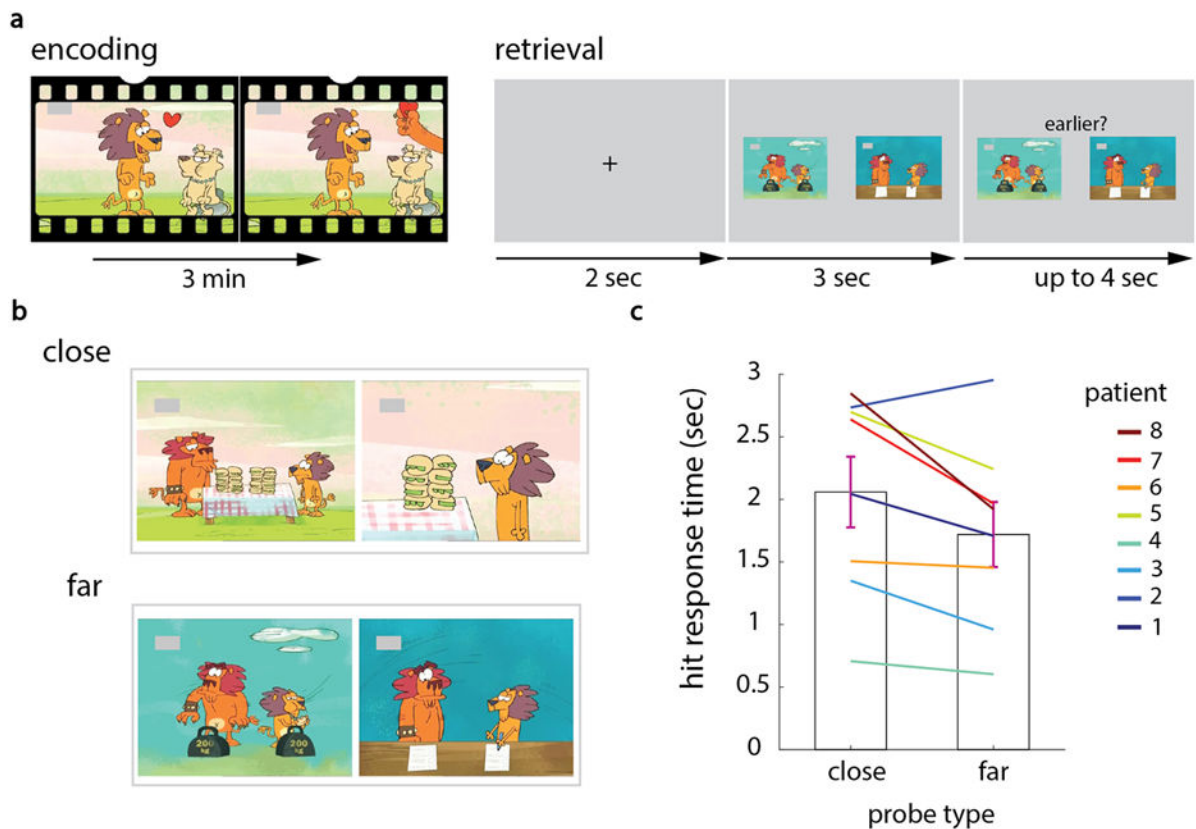 a
encoding
retrieval
+
earlier?
3 min
2 sec
3 sec
up to 4 sec
b
close
far
200
kg
200
kg
c
hit response time (sec)
3
2.5
2
1.5
1
0.5
0
close
far
probe type
patient
8
7
6
5
4
3
2
1